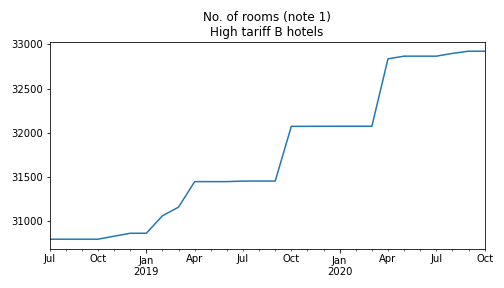 No. of rooms (note 1)
High tariff B hotels
33000
32500
32000
31500
31000
Jul Oct Jan Apr Jul Oct Jan Apr Jul Oct
2019 2020